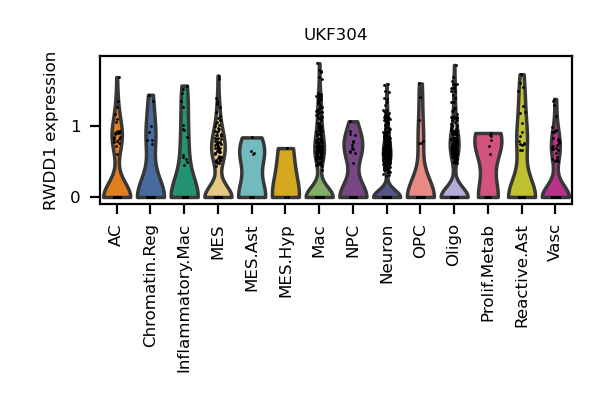 UKF304
RWDD1 expression
1
0
AC
Chromatin.Reg
Inflammatory.Mac
MES
MES.Ast
MES.Hyp
Mac
NPC
Neuron
OPC
Oligo
Prolif.Metab
Reactive.Ast
Vasc